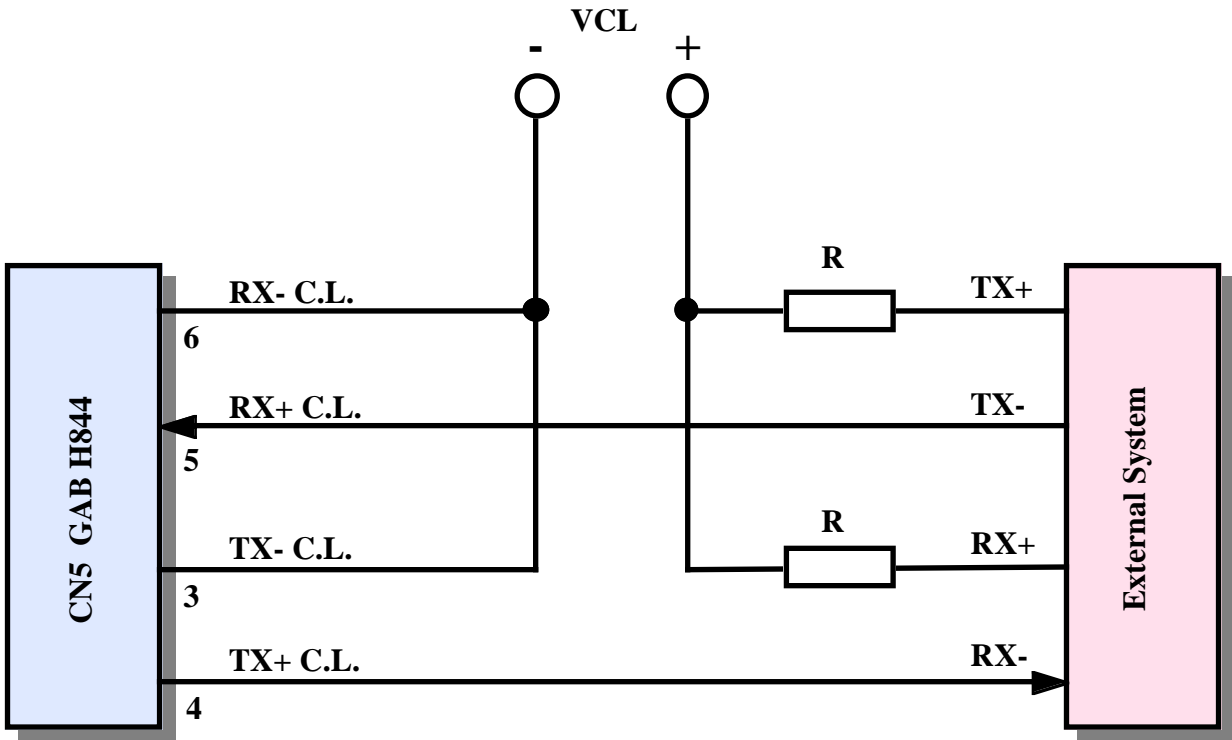 VCL
- +
R
RX- C.L.
TX+
6
RX+ C.L.
TX-
5
R
TX- C.L.
RX+
3
TX+ C.L.
RX-
4
CN5 GAB H844
External System